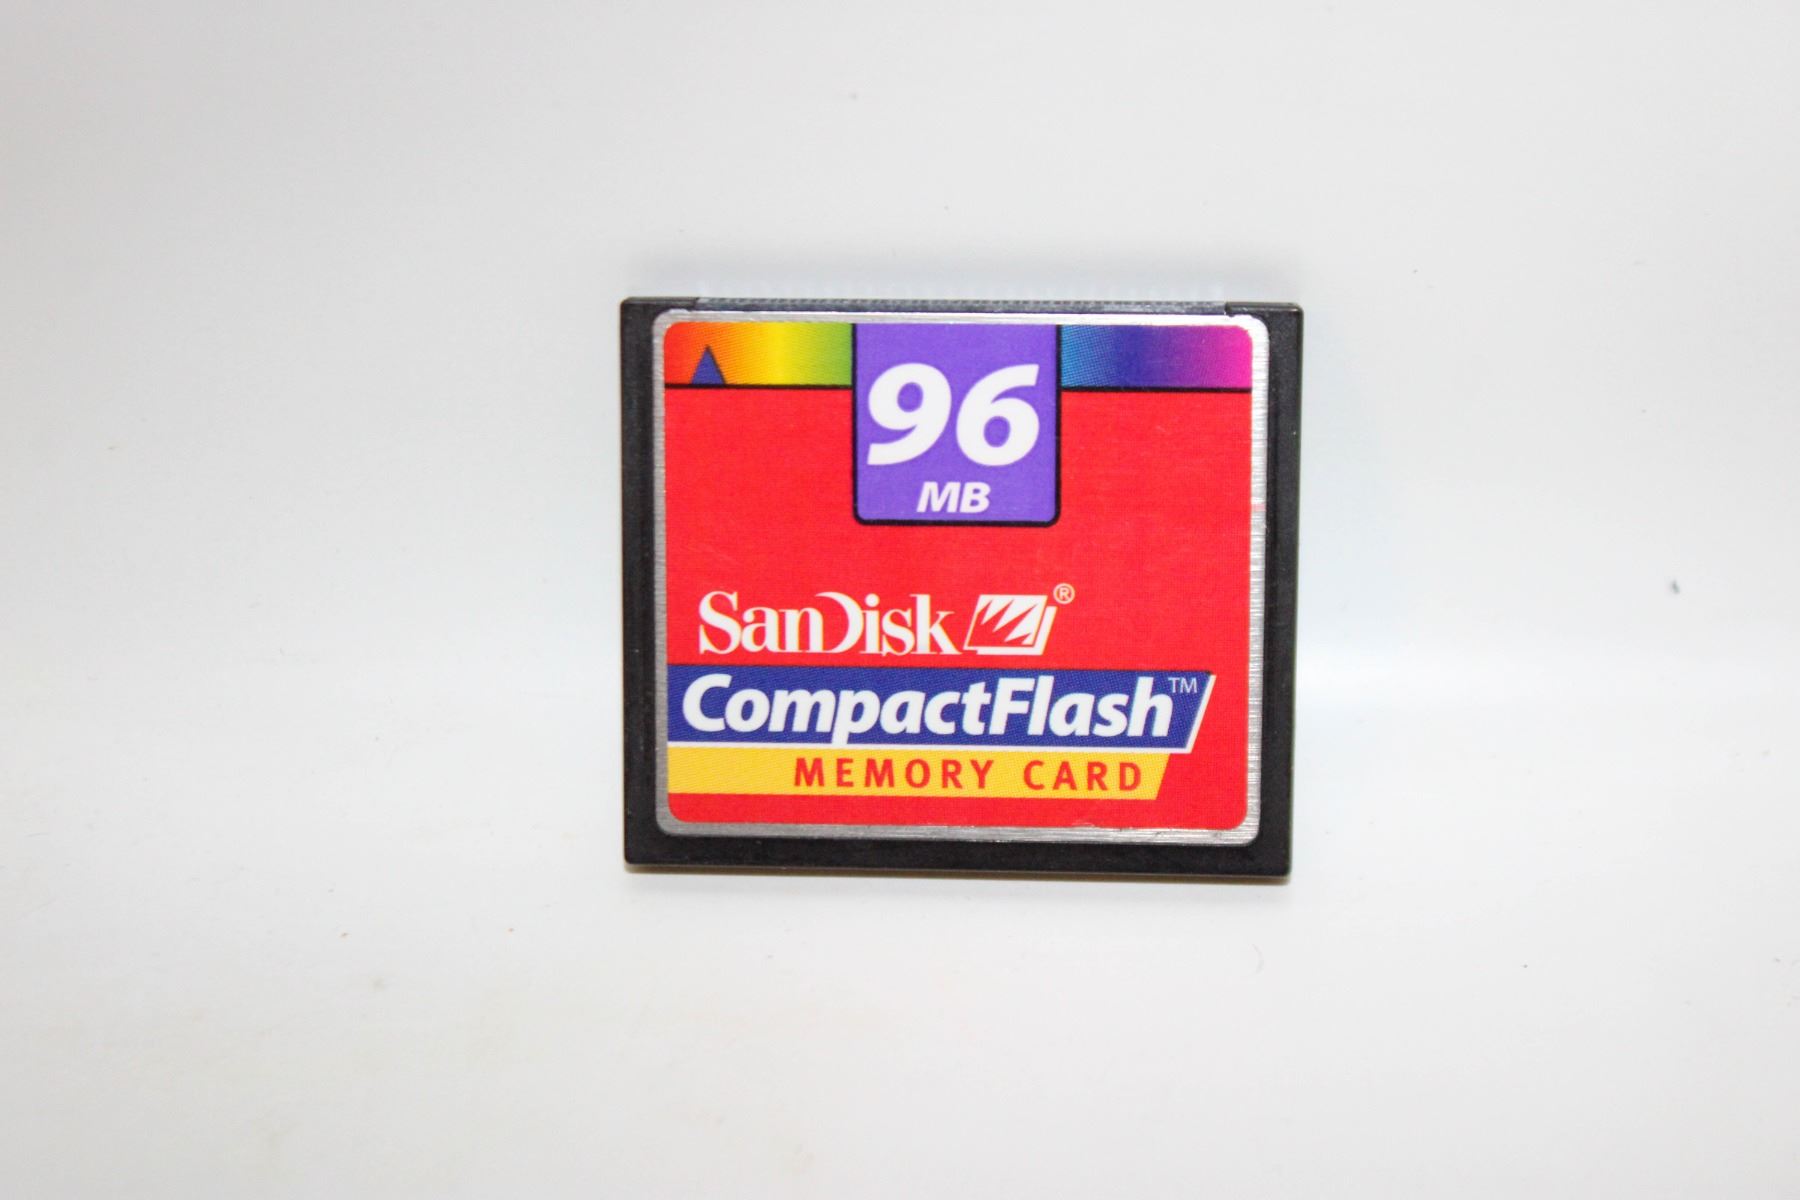 96
MB
SanDisk ®
CompactFlash™
MEMORY CARD